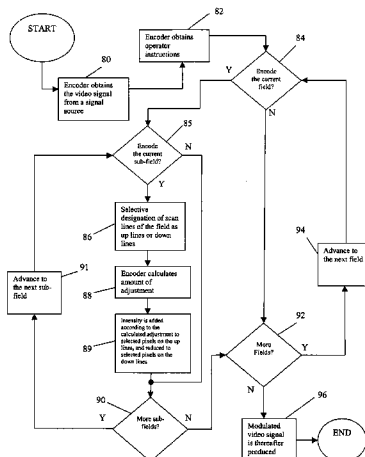 START
80
Encoder obtains
the video signal
from a signal
source
82
Encoder obtains
operator
instructions
84
Encode
the current
field?
Y
N
85
Encode
the current
sub-field?
N
Y
86
Selective
designation of scan
lines of the field as
up lines or down
lines
88
Encoder calculates
amount of
adjustment
89
Intensity is added
according to the
calculated adjustment to
selected pixels on the up
lines, and reduced to
selected pixels on the
down lines
90
More sub-
fields?
Y
N
91
Advance to
the next sub-
field
92
More
Fields?
Y
N
94
Advance to
the next field
96
Modulated
video signal
is thereafter
produced
END